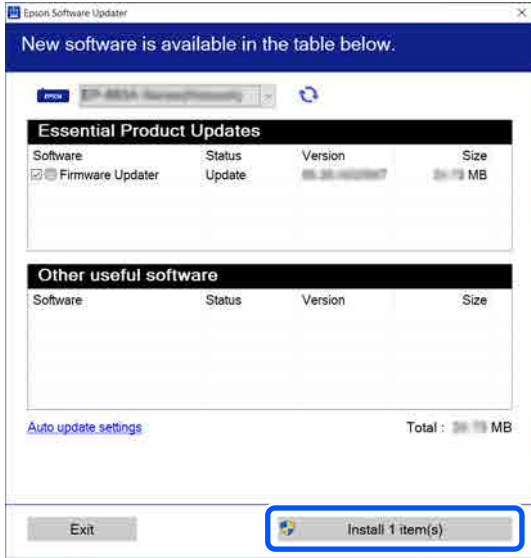 Epson Software Updater
New software is available in the table below.
EPSON
Essential Product Updates
Software Status Version Size
Firmware Updater Update MB
Other useful software
Software Status Version Size
Auto update settings Total : MB
Exit Install 1 item(s)